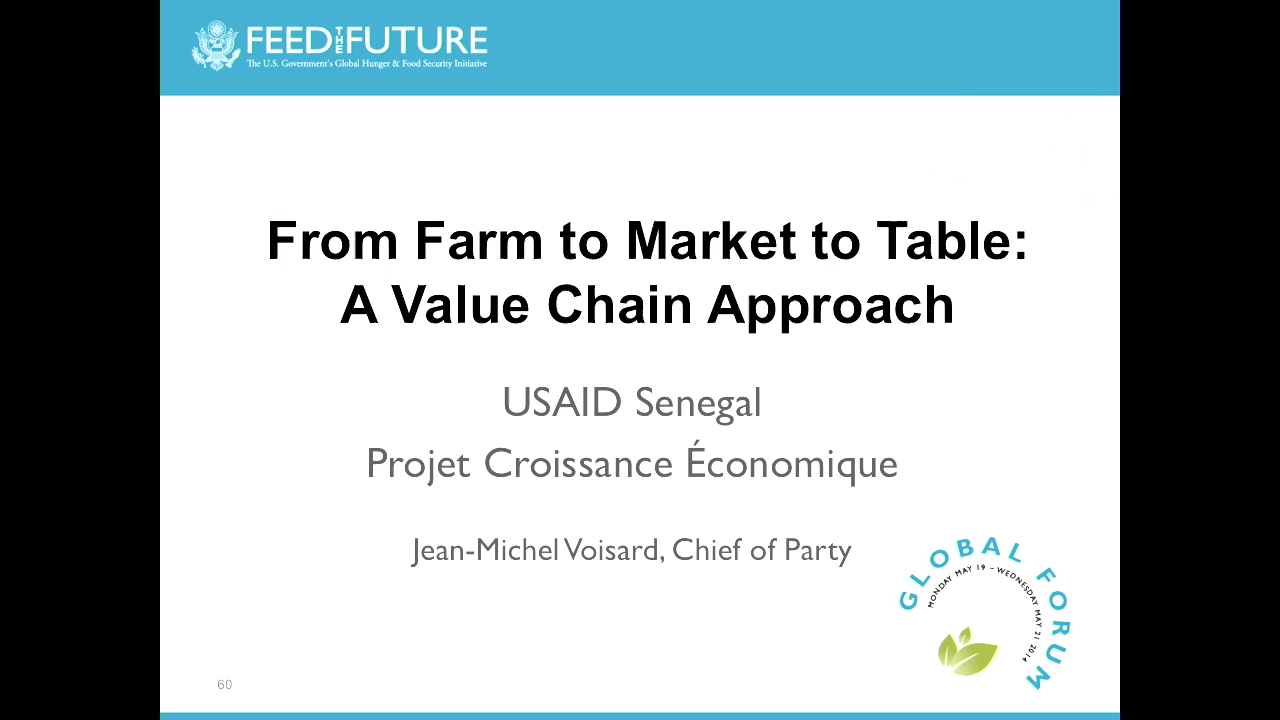 FEED THE FUTURE
The U.S. Government's Global Hunger & Food Security Initiative
From Farm to Market to Table:
A Value Chain Approach
USAID Senegal
Projet Croissance Économique
Jean-Michel Voisard, Chief of Party
GLOBAL FORUM
MONDAY MAY 19 – WEDNESDAY MAY 21 2014
60